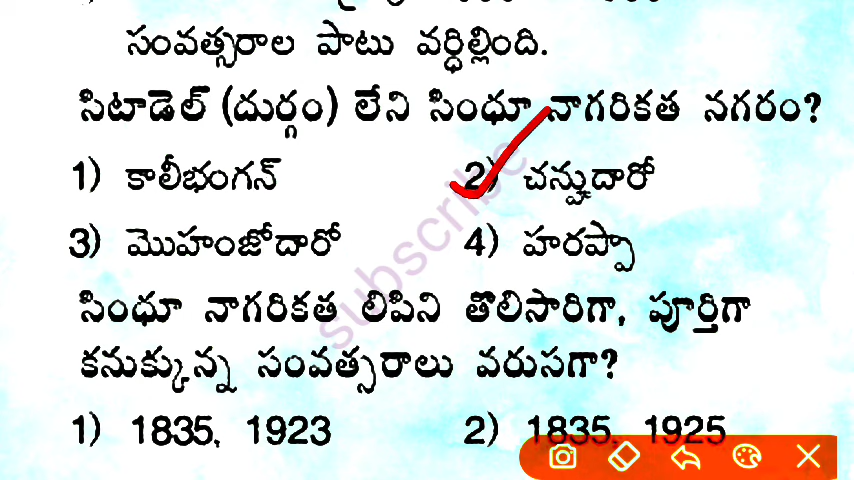 సంవత్సరాల పాటు వర్ధిల్లింది.
సిటాడెల్ (దుర్గం) లేని సింధూ నాగరికత నగరం?
1) కాలీభంగన్ 2) చన్హుదారో
3) మొహంజోదారో 4) హరప్పా
సింధూ నాగరికత లిపిని తొలిసారిగా, పూర్తిగా
కనుక్కున్న సంవత్సరాలు వరుసగా?
1) 1835, 1923 2) 1835, 1925
subscribe